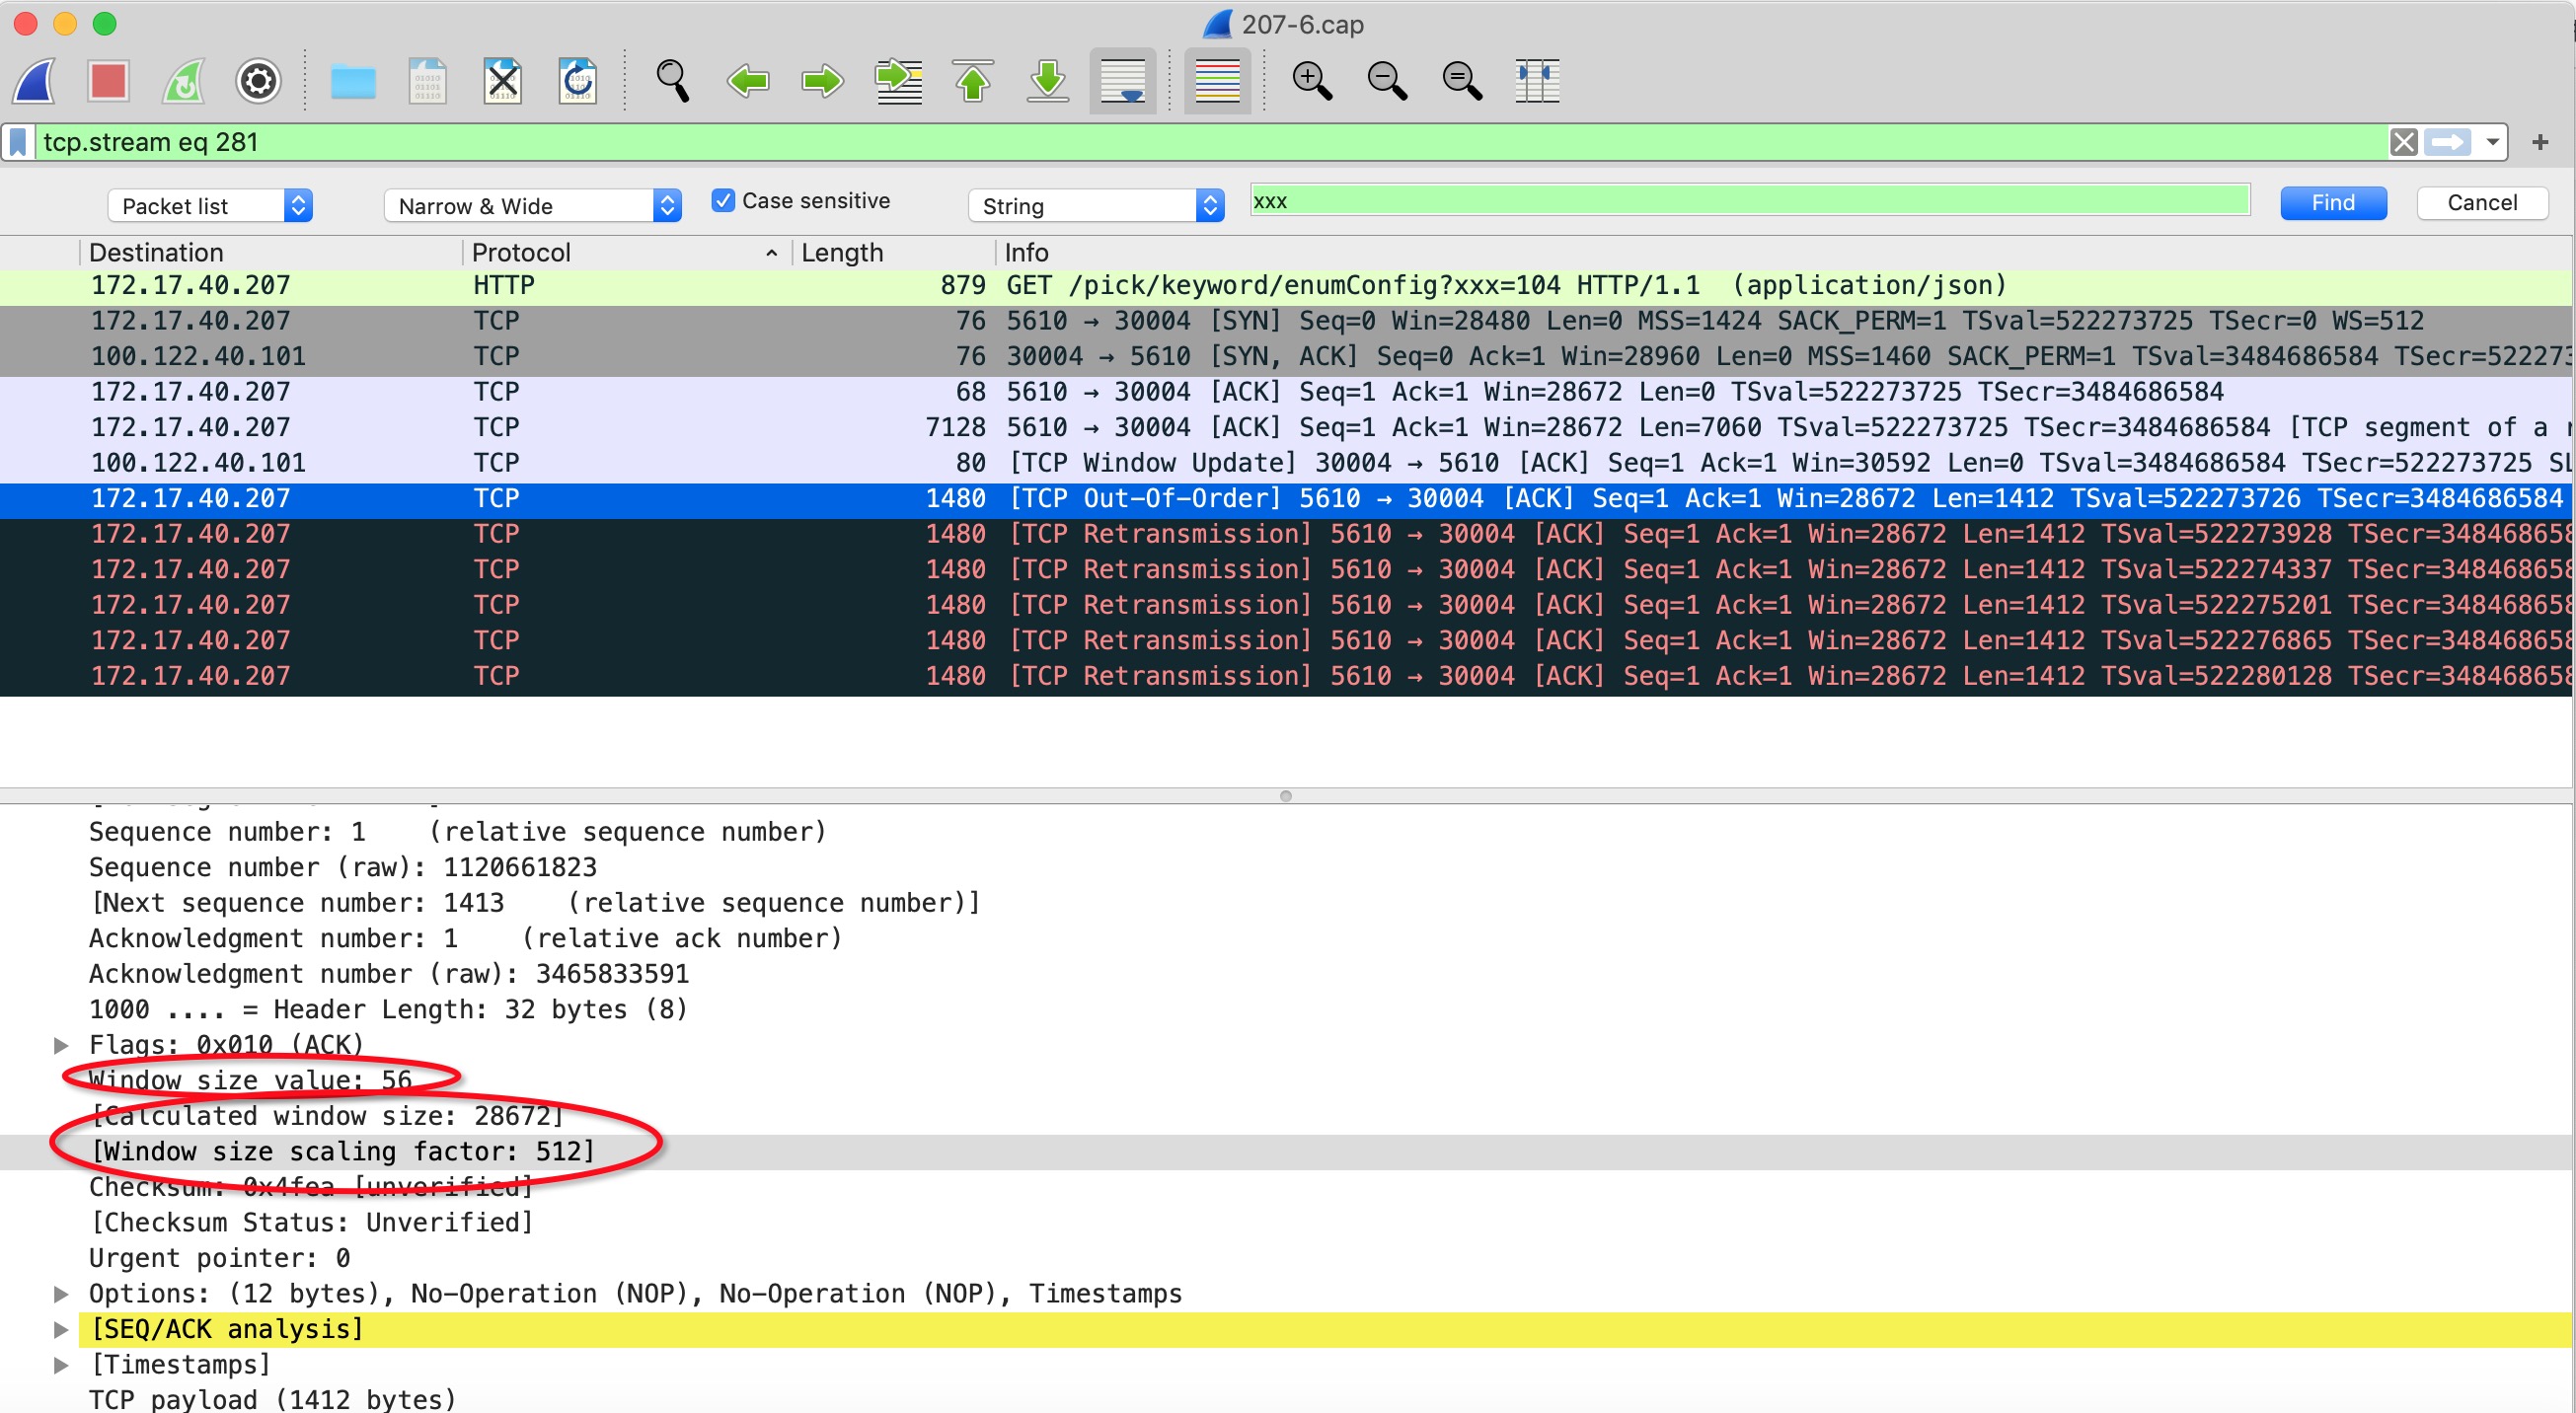 207-6.cap
tcp.stream eq 281
Packet list Narrow & Wide Case sensitive String xxx Find Cancel
Destination Protocol Length Info
172.17.40.207 HTTP 879 GET /pick/keyword/enumConfig?xxx=104 HTTP/1.1 (application/json)
172.17.40.207 TCP 76 5610 → 30004 [SYN] Seq=0 Win=28480 Len=0 MSS=1424 SACK_PERM=1 TSval=522273725 TSecr=0 WS=512
100.122.40.101 TCP 76 30004 → 5610 [SYN, ACK] Seq=0 Ack=1 Win=28960 Len=0 MSS=1460 SACK_PERM=1 TSval=3484686584 TSecr=522273
172.17.40.207 TCP 68 5610 → 30004 [ACK] Seq=1 Ack=1 Win=28672 Len=0 TSval=522273725 TSecr=3484686584
172.17.40.207 TCP 7128 5610 → 30004 [ACK] Seq=1 Ack=1 Win=28672 Len=7060 TSval=522273725 TSecr=3484686584 [TCP segment of a
100.122.40.101 TCP 80 [TCP Window Update] 30004 → 5610 [ACK] Seq=1 Ack=1 Win=30592 Len=0 TSval=3484686584 TSecr=522273725
172.17.40.207 TCP 1480 [TCP Out-Of-Order] 5610 → 30004 [ACK] Seq=1 Ack=1 Win=28672 Len=1412 TSval=522273726 TSecr=3484686584
172.17.40.207 TCP 1480 [TCP Retransmission] 5610 → 30004 [ACK] Seq=1 Ack=1 Win=28672 Len=1412 TSval=522273928 TSecr=348468658
172.17.40.207 TCP 1480 [TCP Retransmission] 5610 → 30004 [ACK] Seq=1 Ack=1 Win=28672 Len=1412 TSval=522274337 TSecr=348468658
172.17.40.207 TCP 1480 [TCP Retransmission] 5610 → 30004 [ACK] Seq=1 Ack=1 Win=28672 Len=1412 TSval=522275201 TSecr=348468658
172.17.40.207 TCP 1480 [TCP Retransmission] 5610 → 30004 [ACK] Seq=1 Ack=1 Win=28672 Len=1412 TSval=522276865 TSecr=348468658
172.17.40.207 TCP 1480 [TCP Retransmission] 5610 → 30004 [ACK] Seq=1 Ack=1 Win=28672 Len=1412 TSval=522280128 TSecr=348468658
Sequence number: 1 (relative sequence number)
Sequence number (raw): 1120661823
[Next sequence number: 1413 (relative sequence number)]
Acknowledgment number: 1 (relative ack number)
Acknowledgment number (raw): 3465833591
1000 .... = Header Length: 32 bytes (8)
Flags: 0x010 (ACK)
Window size value: 56
[Calculated window size: 28672]
[Window size scaling factor: 512]
Checksum: 0x4fea [unverified]
[Checksum Status: Unverified]
Urgent pointer: 0
Options: (12 bytes), No-Operation (NOP), No-Operation (NOP), Timestamps
[SEQ/ACK analysis]
[Timestamps]
TCP payload (1412 bytes)